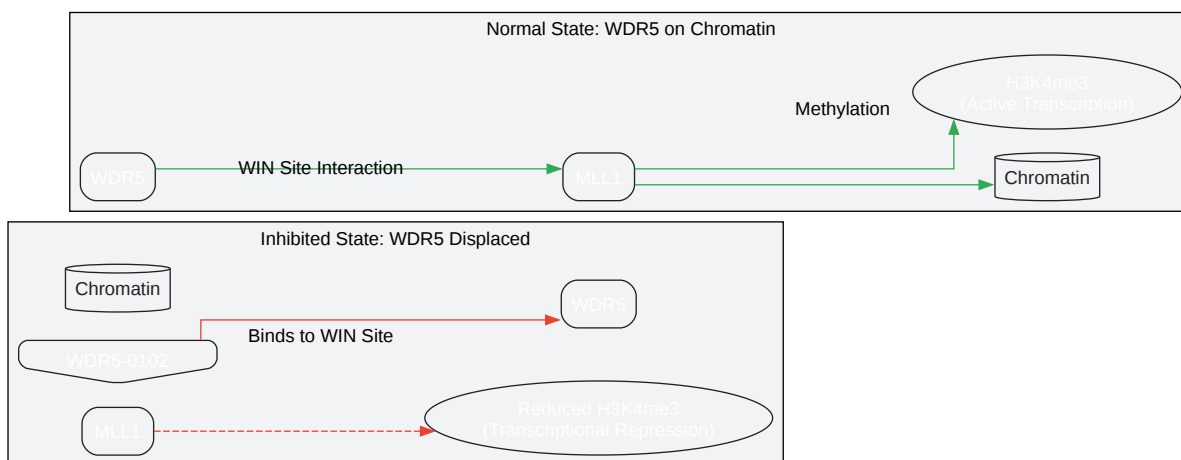 Normal State: WDR5 on Chromatin
H3K4me3
(Active Transcription)
Methylation
WDR5
WIN Site Interaction
MLL1
Chromatin
Inhibited State: WDR5 Displaced
Chromatin
WDR5
Binds to WIN Site
WDR5-0102
MLL1
Reduced H3K4me3
(Transcriptional Repression)